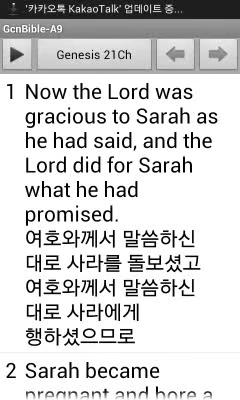 '카카오톡 KakaoTalk' 업데이트 중...
GcnBible-A9
Genesis 21Ch
1 Now the Lord was
gracious to Sarah as
he had said, and the
Lord did for Sarah
what he had
promised.
여호와께서 말씀하신
대로 사라를 돌보셨고
여호와께서 말씀하신
대로 사라에게
행하셨으므로
2 Sarah became
pregnant and bore a